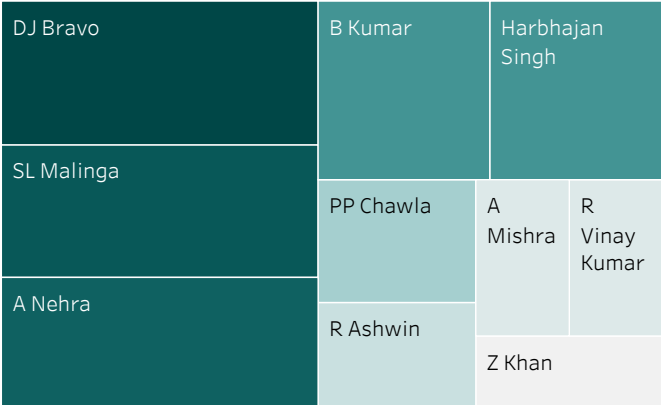 DJ Bravo
SL Malinga
A Nehra
B Kumar
Harbhajan
Singh
PP Chawla
R Ashwin
A
Mishra
R
Vinay
Kumar
Z Khan